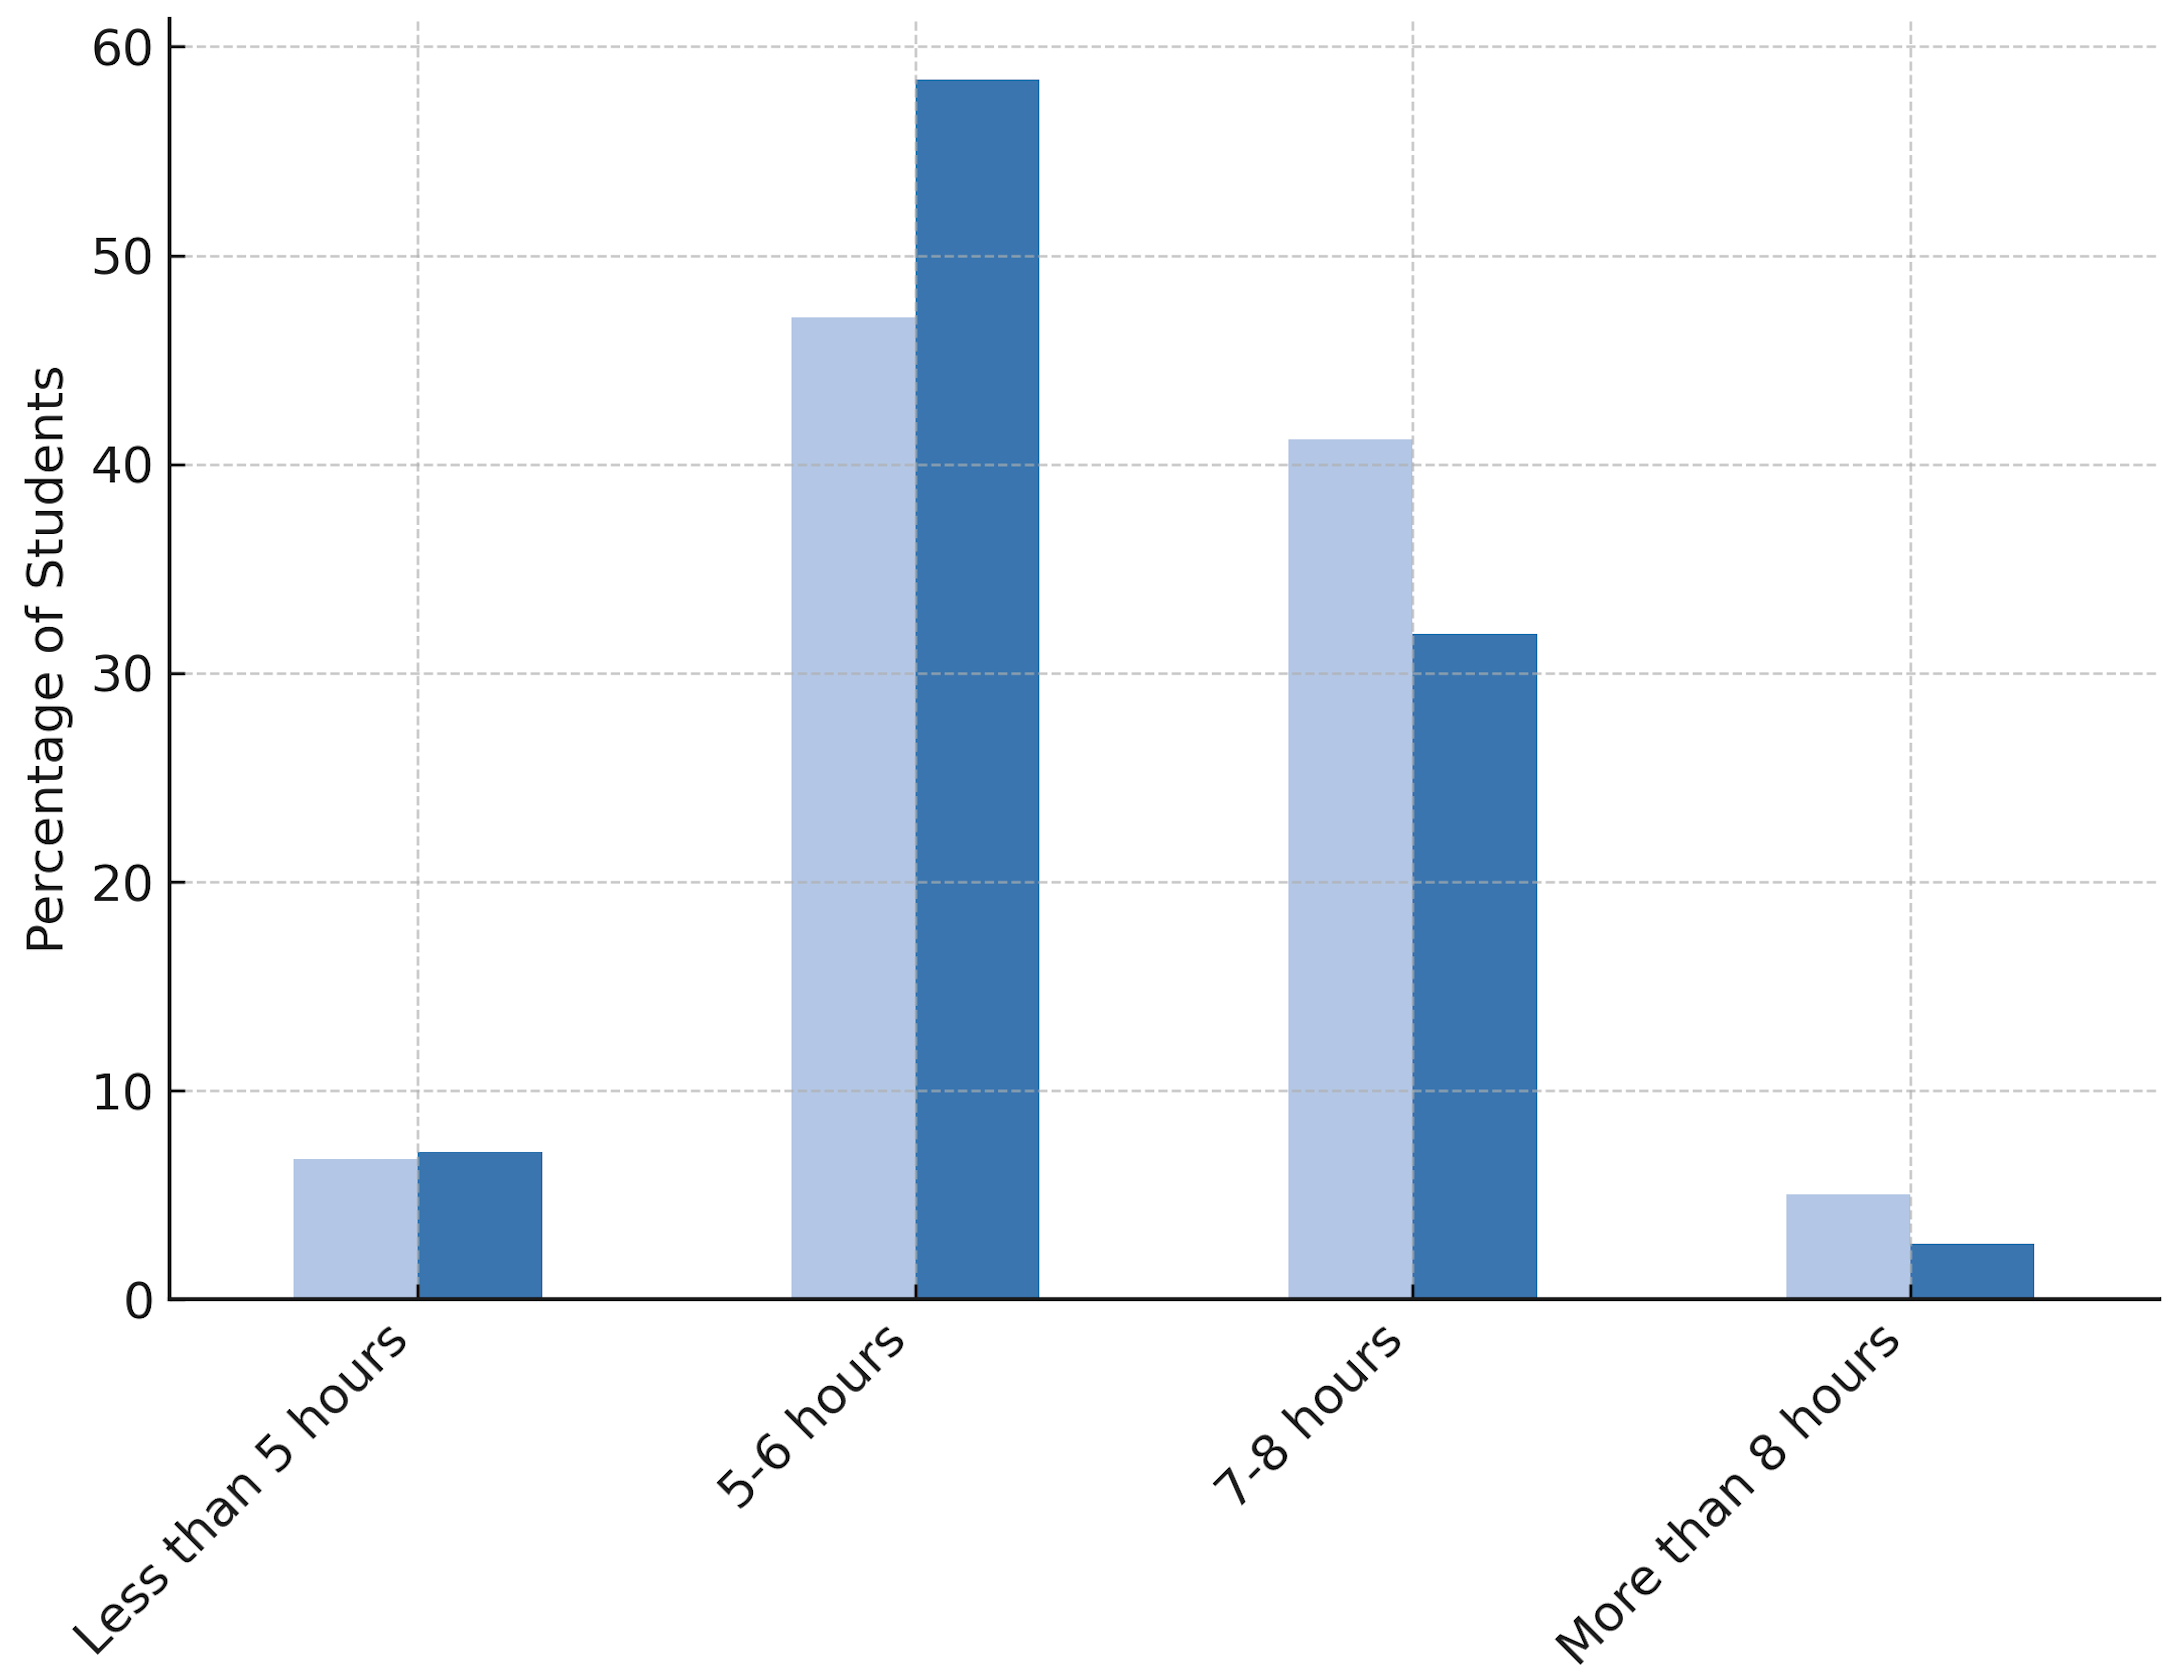 Percentage of Students
60
50
40
30
20
10
0
Less than 5 hours
5-6 hours
7-8 hours
More than 8 hours